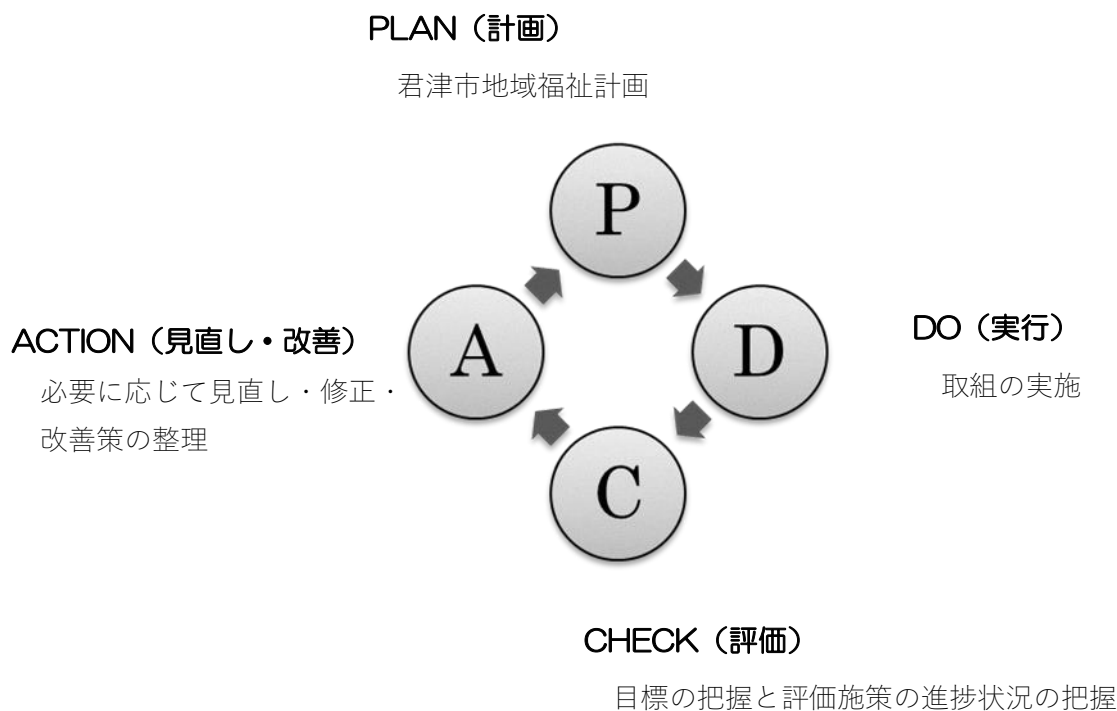 PLAN（計画）
君津市地域福祉計画
P
ACTION（見直し・改善）
必要に応じて見直し・修正・
改善策の整理
A
D
DO（実行）
取組の実施
C
CHECK（評価）
目標の把握と評価施策の進捗状況の把握